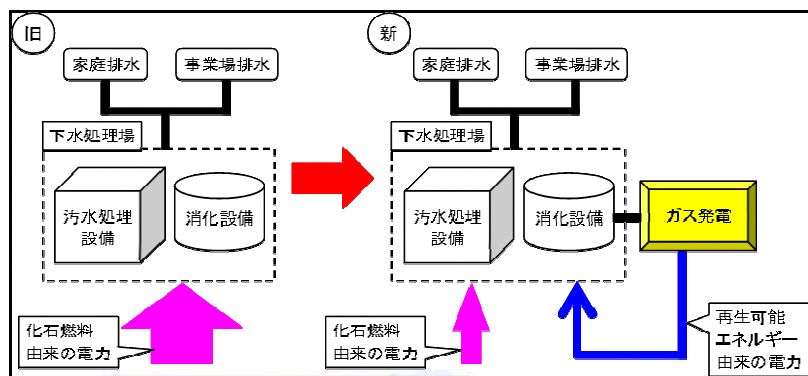 旧
家庭排水
事業場排水
下水処理場
汚水処理
設備
消化設備
化石燃料
由来の電力
新
家庭排水
事業場排水
下水処理場
汚水処理
設備
消化設備
ガス発電
化石燃料
由来の電力
再生可能
エネルギー
由来の電力